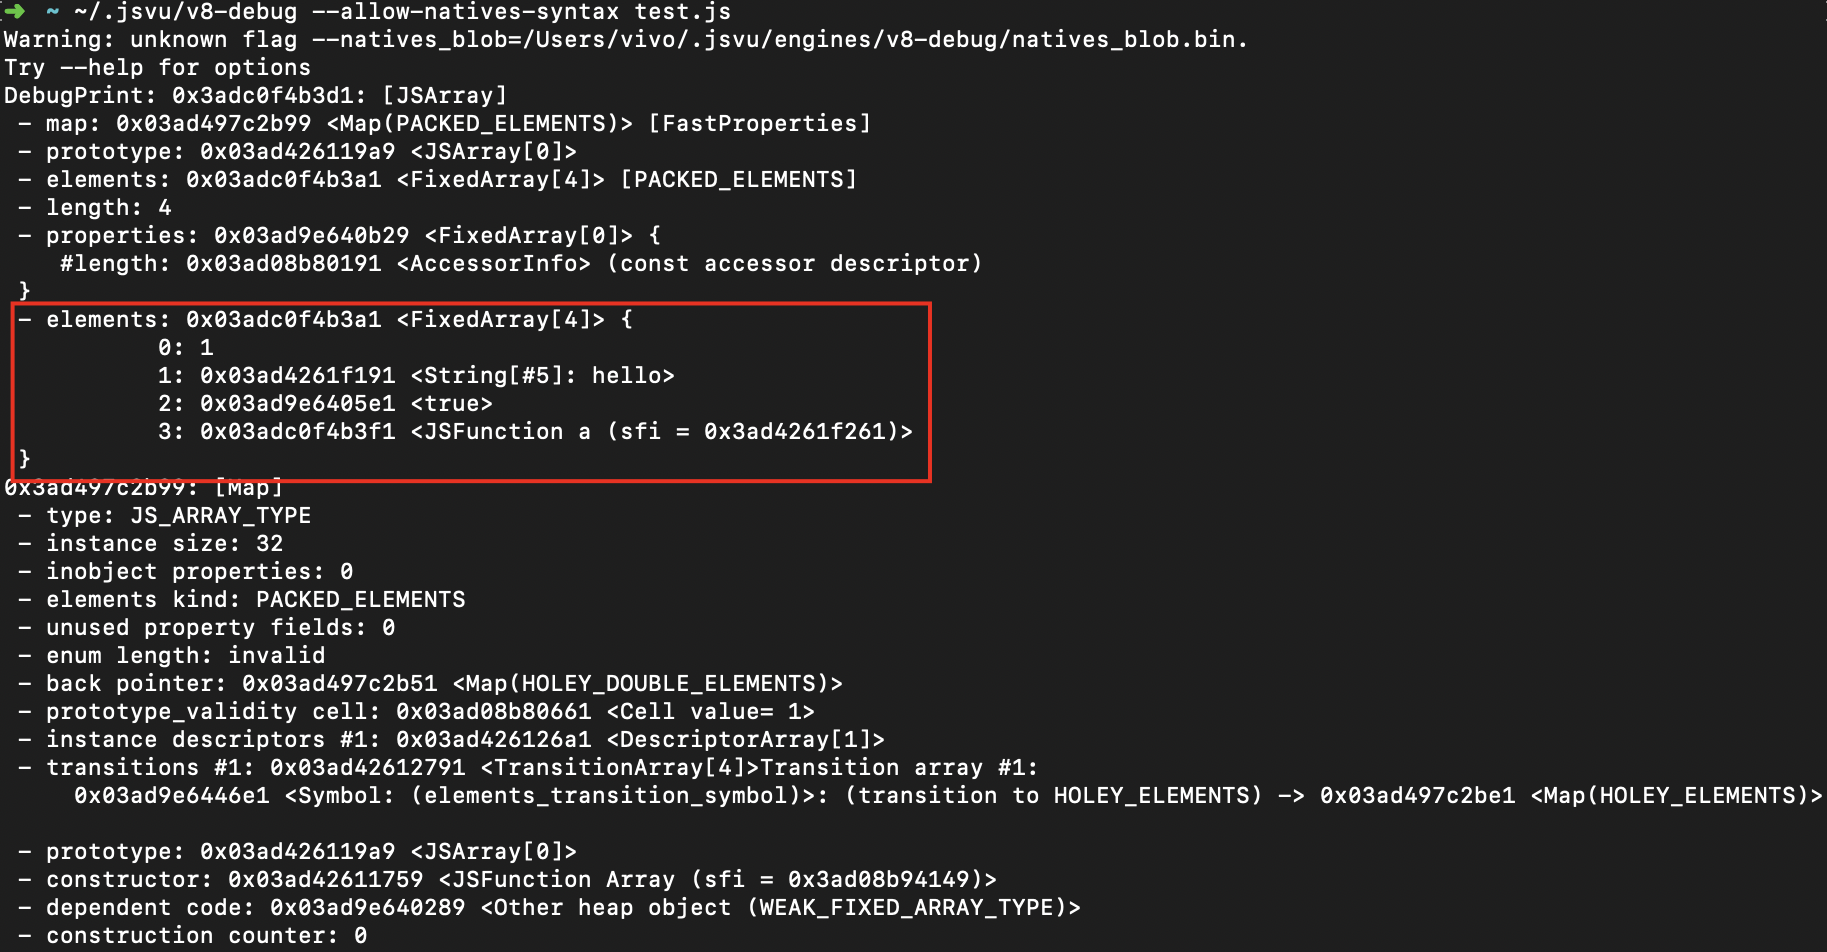 ➜ ~ ~/.jsvu/v8-debug --allow-natives-syntax test.js
Warning: unknown flag --natives_blob=/Users/vivo/.jsvu/engines/v8-debug/natives_blob.bin.
Try --help for options
DebugPrint: 0x3adc0f4b3d1: [JSArray]
- map: 0x03ad497c2b99 <Map(PACKED_ELEMENTS)> [FastProperties]
- prototype: 0x03ad426119a9 <JSArray[0]>
- elements: 0x03adc0f4b3a1 <FixedArray[4]> [PACKED_ELEMENTS]
- length: 4
- properties: 0x03ad9e640b29 <FixedArray[0]> {
#length: 0x03ad08b80191 <AccessorInfo> (const accessor descriptor)
}
- elements: 0x03adc0f4b3a1 <FixedArray[4]> {
0: 1
1: 0x03ad4261f191 <String[#5]: hello>
2: 0x03ad9e6405e1 <true>
3: 0x03adc0f4b3f1 <JSFunction a (sfi = 0x3ad4261f261)>
}
0x3ad497c2b99: [Map]
- type: JS_ARRAY_TYPE
- instance size: 32
- inobject properties: 0
- elements kind: PACKED_ELEMENTS
- unused property fields: 0
- enum length: invalid
- back pointer: 0x03ad497c2b51 <Map(HOLEY_DOUBLE_ELEMENTS)>
- prototype_validity cell: 0x03ad08b80661 <Cell value= 1>
- instance descriptors #1: 0x03ad426126a1 <DescriptorArray[1]>
- transitions #1: 0x03ad42612791 <TransitionArray[4]>Transition array #1:
0x03ad9e6446e1 <Symbol: (elements_transition_symbol)>: (transition to HOLEY_ELEMENTS) -> 0x03ad497c2be1 <Map(HOLEY_ELEMENTS)>
- prototype: 0x03ad426119a9 <JSArray[0]>
- constructor: 0x03ad42611759 <JSFunction Array (sfi = 0x3ad08b94149)>
- dependent code: 0x03ad9e640289 <Other heap object (WEAK_FIXED_ARRAY_TYPE)>
- construction counter: 0